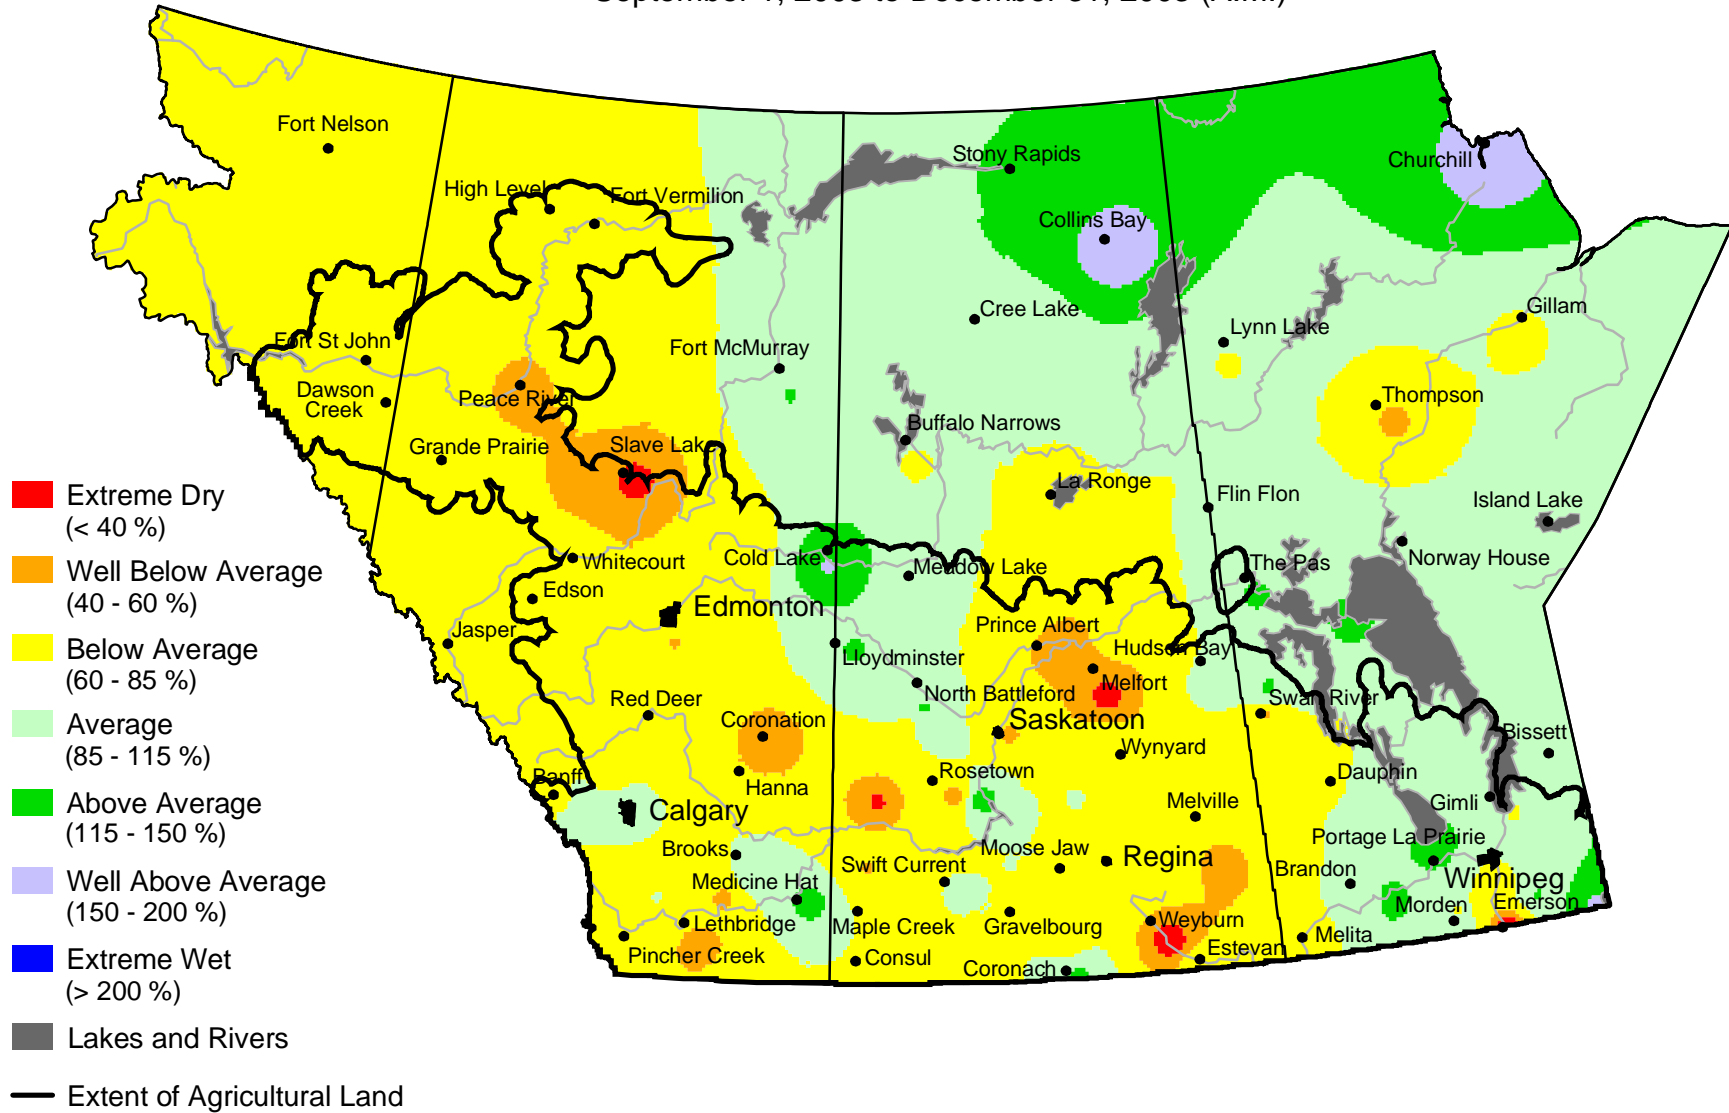 Fort Nelson
High Level
Fort Vermilion
Stony Rapids
Churchill
Collins Bay
Cree Lake
Gillam
Lynn Lake
Fort St John
Fort McMurray
Dawson
Creek
Peace River
Thompson
Buffalo Narrows
Grande Prairie
Slave Lake
La Ronge
Flin Flon
Island Lake
Whitecourt
Cold Lake
Meadow Lake
The Pas
Norway House
Edson
Edmonton
Jasper
Prince Albert
Hudson Bay
Lloydminster
North Battleford
Melfort
Red Deer
Coronation
Saskatoon
Swan River
Bissett
Wynyard
Banff
Hanna
Rosetown
Dauphin
Calgary
Melville
Gimli
Portage La Prairie
Brooks
Moose Jaw
Regina
Swift Current
Brandon
Winnipeg
Medicine Hat
Morden
Emerson
Lethbridge
Maple Creek
Gravelbourg
Weyburn
Melita
Pincher Creek
Consul
Coronach
Estevan
Extreme Dry
(< 40 %)
Well Below Average
(40 - 60 %)
Below Average
(60 - 85 %)
Average
(85 - 115 %)
Above Average
(115 - 150 %)
Well Above Average
(150 - 200 %)
Extreme Wet
(> 200 %)
Lakes and Rivers
Extent of Agricultural Land